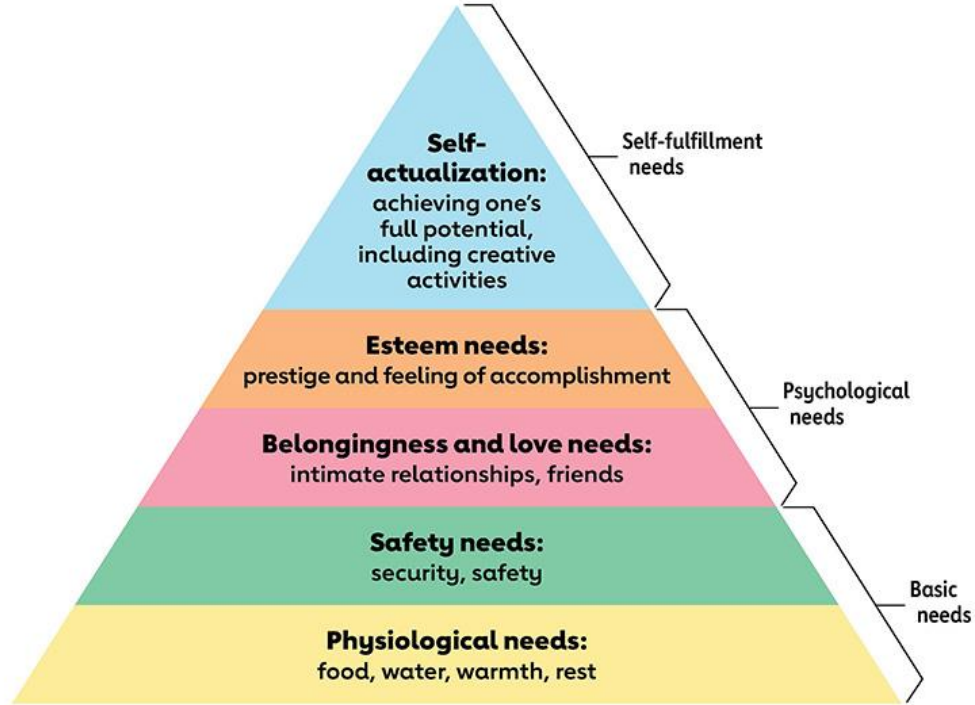 Self-
actualization:
achieving one's
full potential,
including creative
activities
Self-fulfillment
needs
Esteem needs:
prestige and feeling of accomplishment
Psychological
needs
Belongingness and love needs:
intimate relationships, friends
Safety needs:
security, safety
Basic
needs
Physiological needs:
food, water, warmth, rest